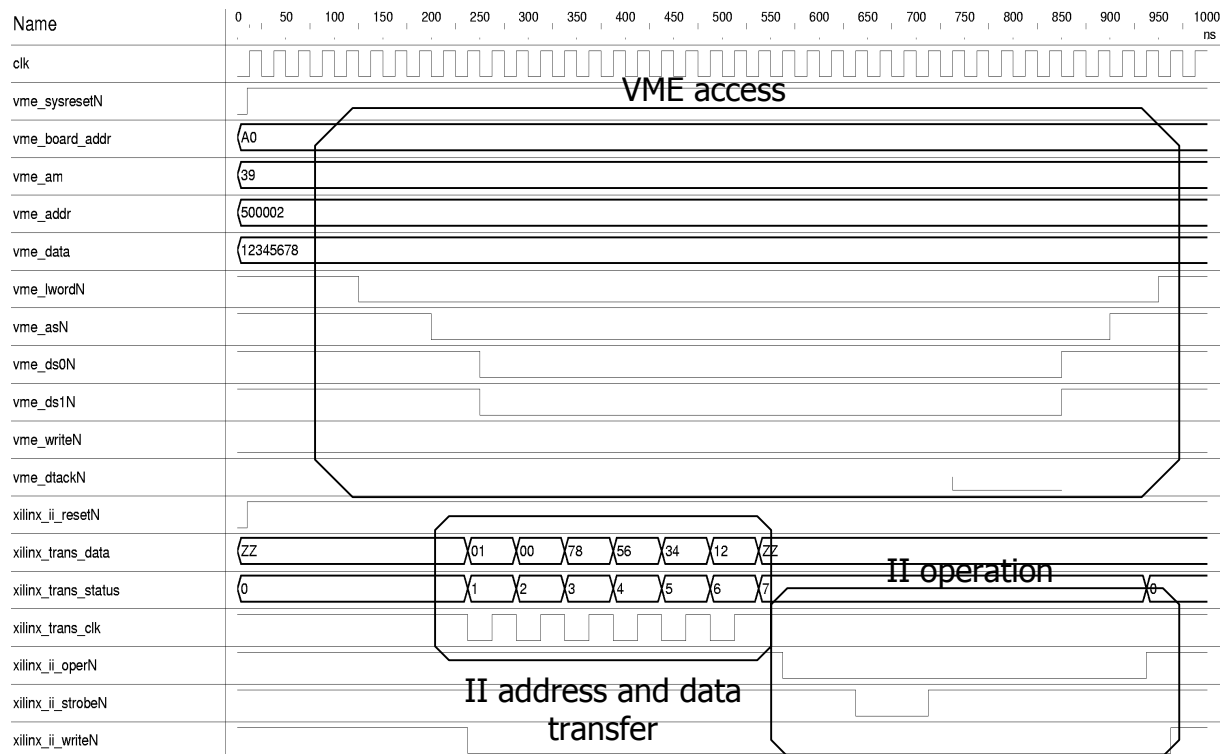 Name 0 50 100 150 200 250 300 350 400 450 500 550 600 650 700 750 800 850 900 950 1000
ns
clk
VME access
vme_sysresetN
vme_board_addr A0
vme_am 39
vme_addr 500002
vme_data 12345678
vme_lwordN
vme_asN
vme_ds0N
vme_ds1N
vme_writeN
vme_dtackN
xilinx_ii_resetN
xilinx_trans_data ZZ 01 00 78 56 34 12 ZZ
II operation
xilinx_trans_status 0 1 2 3 4 5 6 7 0
xilinx_trans_clk
xilinx_ii_operN
II address and data
transfer
xilinx_ii_strobeN
xilinx_ii_writeN